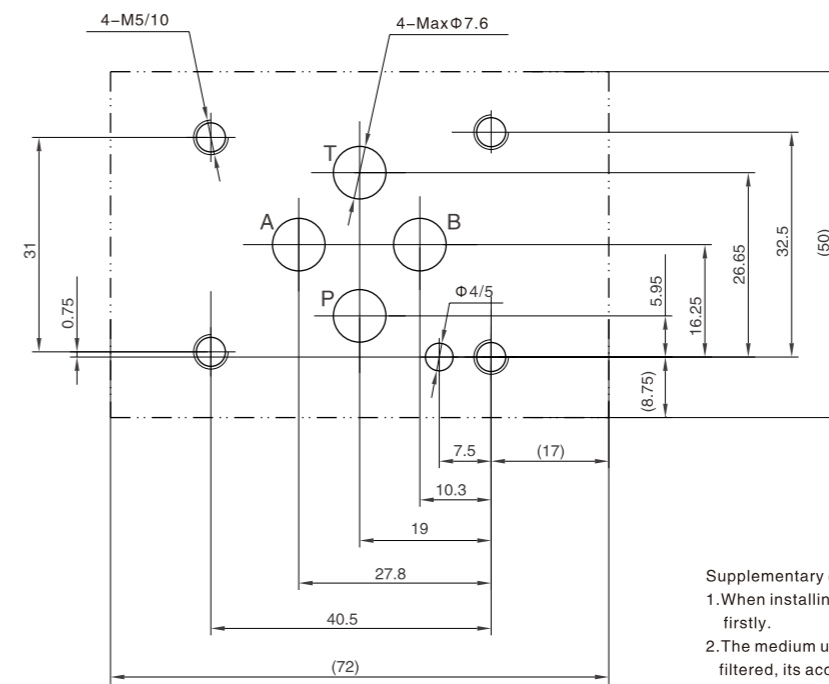 4-M5/10
4-MaxΦ7.6
T
A
B
P
Φ4/5
31
0.75
5.95
16.25
26.65
32.5
(50)
(8.75)
7.5
(17)
10.3
19
27.8
40.5
(72)
Supplementary
1.When installin
firstly.
2.The medium u
filtered, its acc